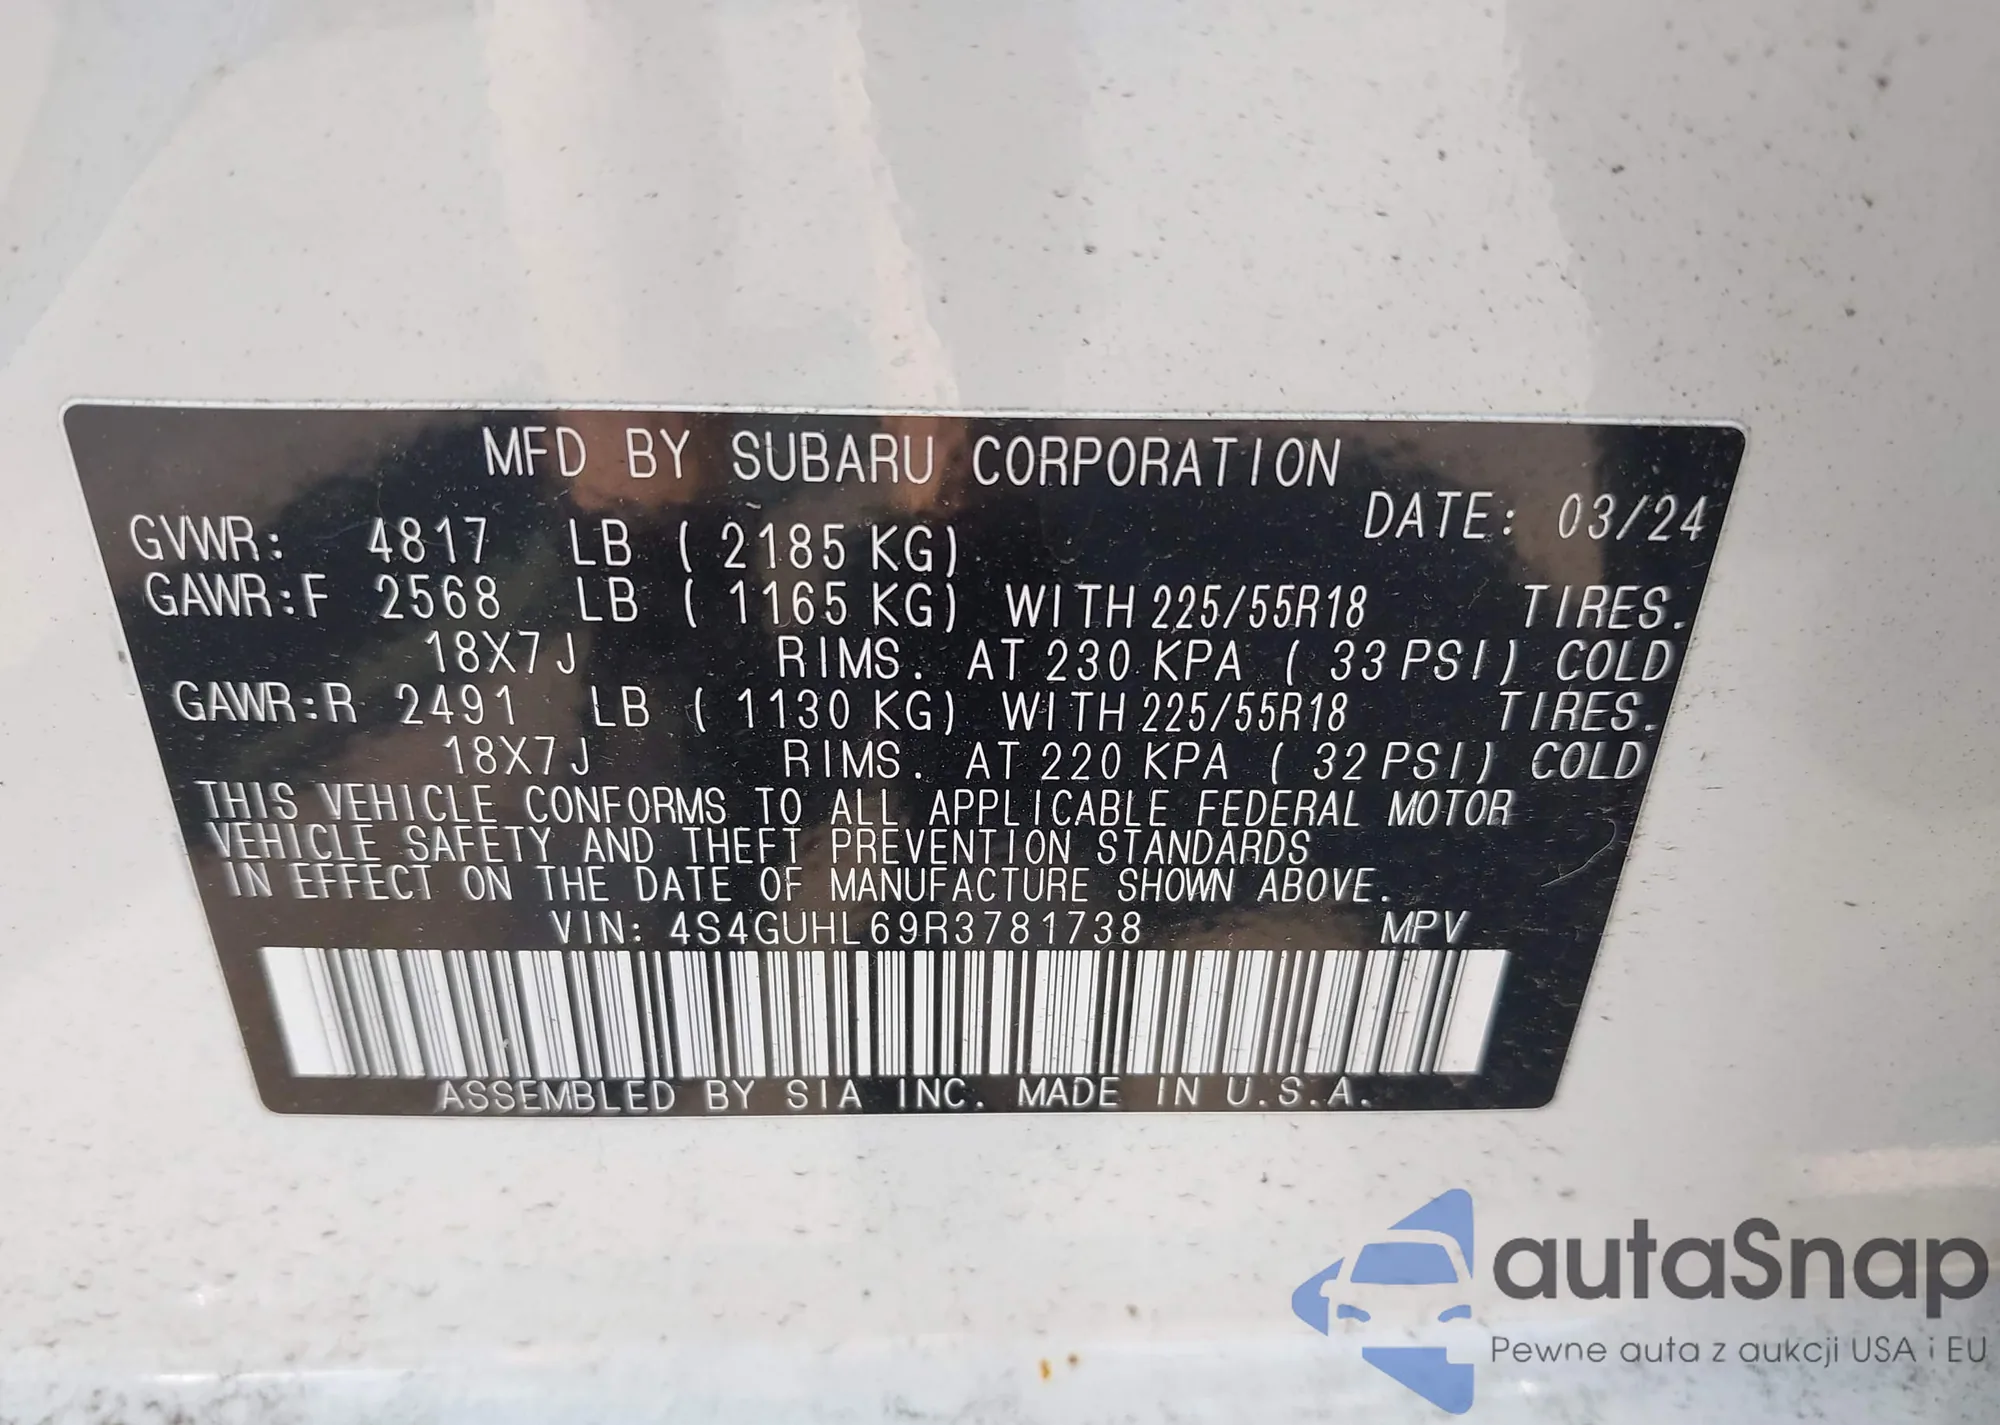 MFD BY SUBARU CORPORATION
DATE: 03/24
GVWR: 4817 LB ( 2185 KG)
GAWR:F 2568 LB ( 1165 KG) WITH 225/55R18 TIRES.
18X7J RIMS. AT 230 KPA ( 33 PSI) COLD
GAWR:R 2491 LB ( 1130 KG) WITH 225/55R18 TIRES.
18X7J RIMS. AT 220 KPA ( 32 PSI) COLD
THIS VEHICLE CONFORMS TO ALL APPLICABLE FEDERAL MOTOR
VEHICLE SAFETY AND THEFT PREVENTION STANDARDS
IN EFFECT ON THE DATE OF MANUFACTURE SHOWN ABOVE.
VIN: 4S4GUHL69R3781738 MPV
ASSEMBLED BY SIA INC. MADE IN U.S.A.
autaSnap
Pewne auta z aukcji USA i EU